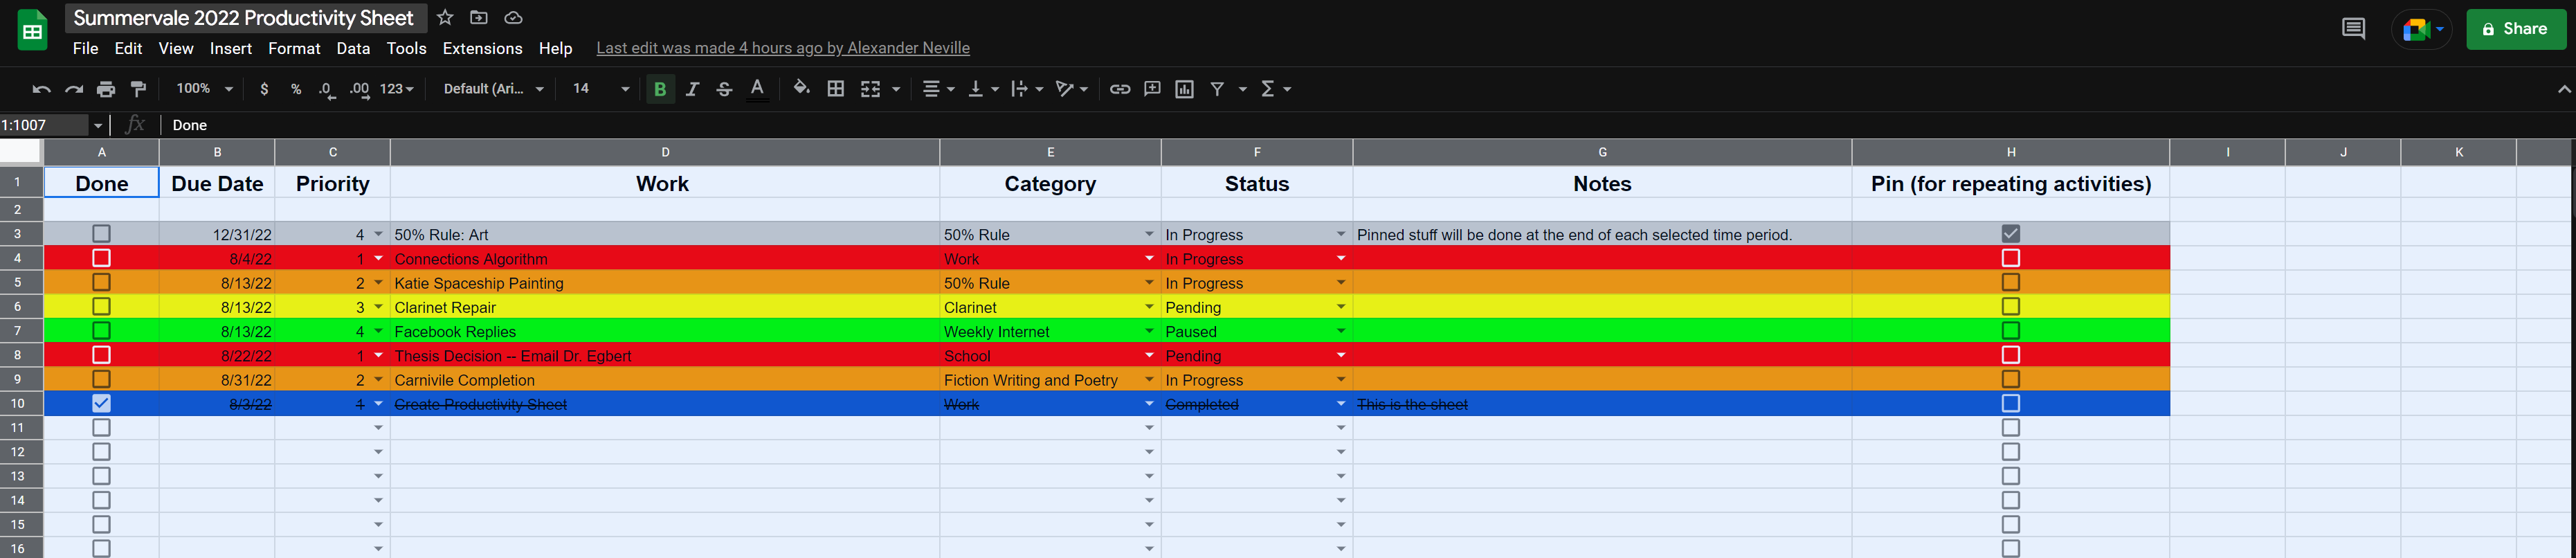 Summervale 2022 Productivity Sheet
File Edit View Insert Format Data Tools Extensions Help Last edit was made 4 hours ago by Alexander Neville
Share
100% $ % .0 .00 123 Default (Ari... 14 B I S A Σ
1:1007 fx Done
A B C D E F G H I J K
1 Done Due Date Priority Work Category Status Notes Pin (for repeating activities)
2
3 12/31/22 4 50% Rule: Art 50% Rule In Progress Pinned stuff will be done at the end of each selected time period.
4 8/4/22 1 Connections Algorithm Work In Progress
5 8/13/22 2 Katie Spaceship Painting 50% Rule In Progress
6 8/13/22 3 Clarinet Repair Clarinet Pending
7 8/13/22 4 Facebook Replies Weekly Internet Paused
8 8/22/22 1 Thesis Decision -- Email Dr. Egbert School Pending
9 8/31/22 2 Carnivile Completion Fiction Writing and Poetry In Progress
10 8/3/22 1 Create Productivity Sheet Work Completed This is the sheet
11
12
13
14
15
16